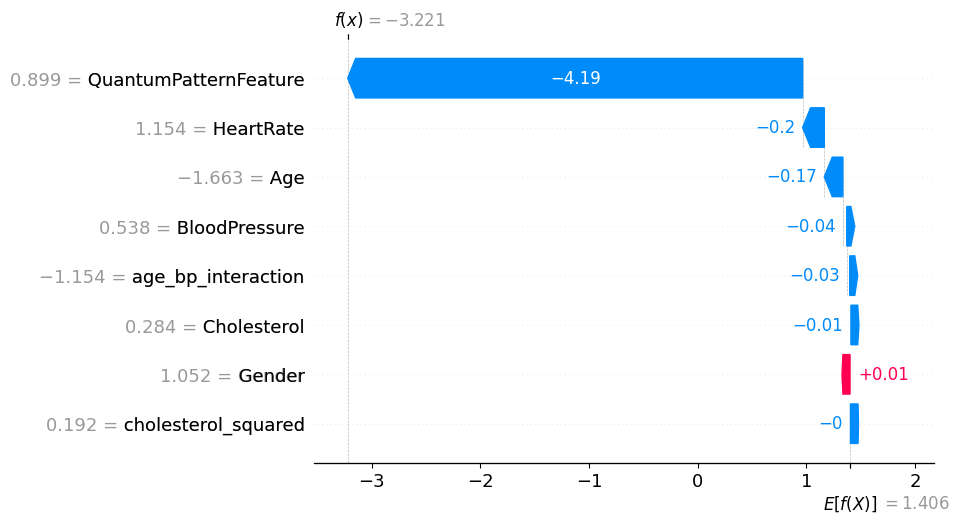 f(x) = −3.221
0.899 = QuantumPatternFeature
−4.19
1.154 = HeartRate
−0.2
−1.663 = Age
−0.17
0.538 = BloodPressure
−0.04
−1.154 = age_bp_interaction
−0.03
0.284 = Cholesterol
−0.01
1.052 = Gender
+0.01
0.192 = cholesterol_squared
−0
−3 −2 −1 0 1 2
E[f(X)] = 1.406